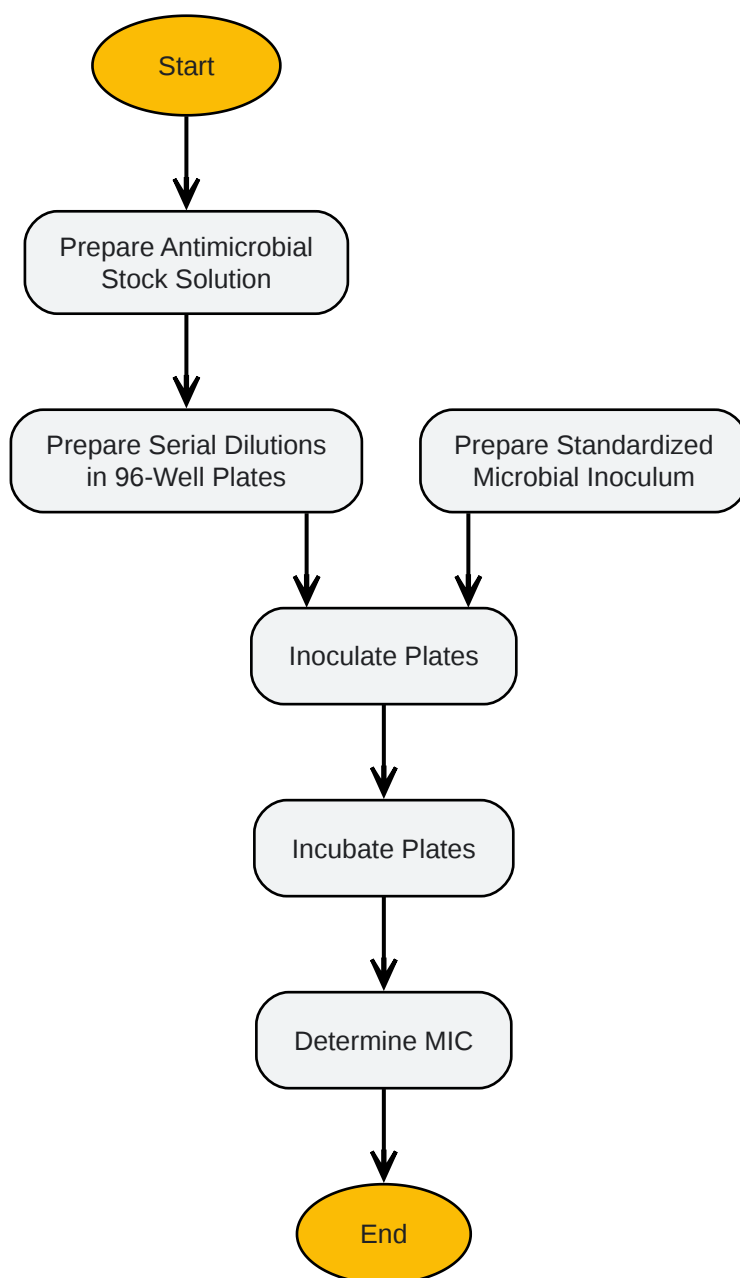 Start
Prepare Antimicrobial
Stock Solution
Prepare Serial Dilutions
in 96-Well Plates
Prepare Standardized
Microbial Inoculum
Inoculate Plates
Incubate Plates
Determine MIC
End